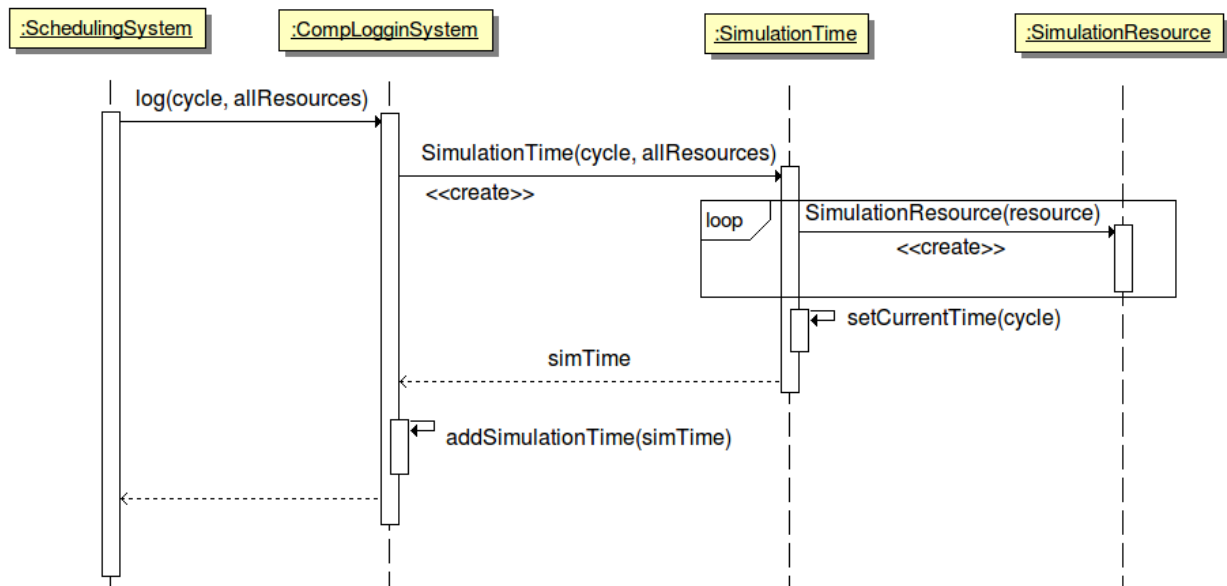 :SchedulingSystem
:CompLogginSystem
:SimulationTime
:SimulationResource
log(cycle, allResources)
SimulationTime(cycle, allResources)
<<create>>
loop
SimulationResource(resource)
<<create>>
setCurrentTime(cycle)
simTime
addSimulationTime(simTime)